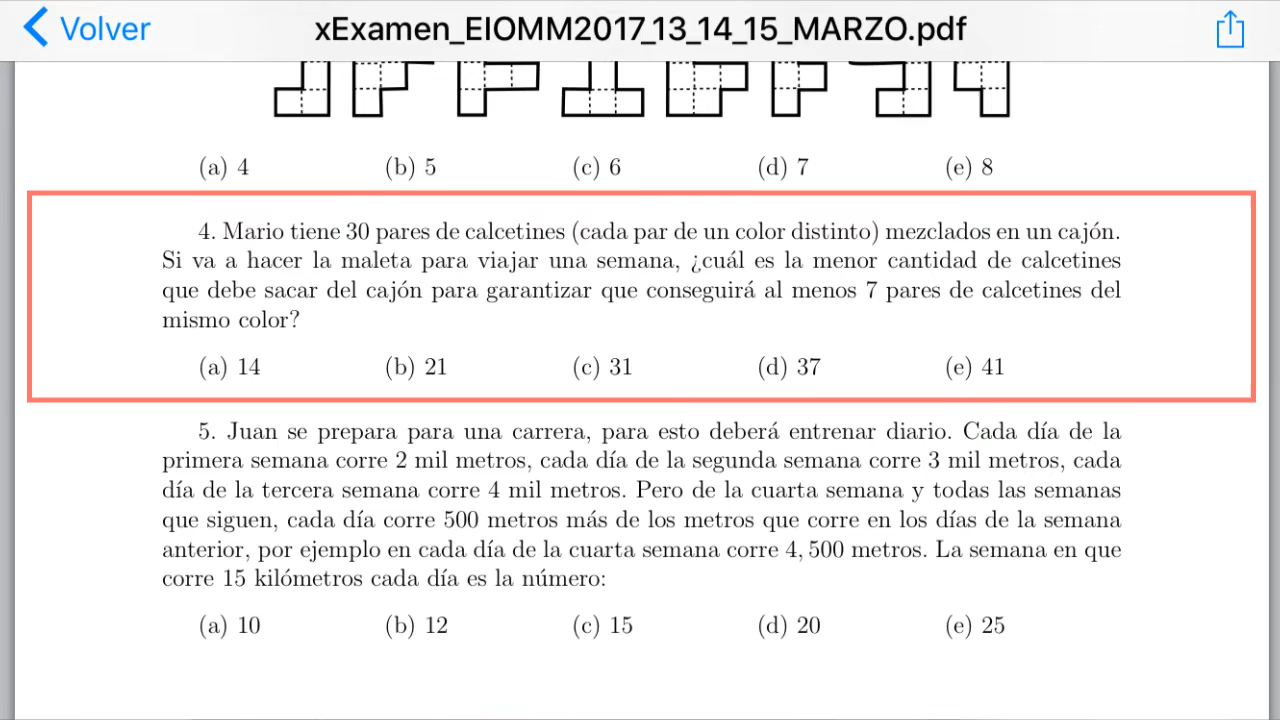 Volver
xExamen_EIOMM2017_13_14_15_MARZO.pdf
(a) 4 (b) 5 (c) 6 (d) 7 (e) 8
4. Mario tiene 30 pares de calcetines (cada par de un color distinto) mezclados en un cajón.
Si va a hacer la maleta para viajar una semana, ¿cuál es la menor cantidad de calcetines
que debe sacar del cajón para garantizar que conseguirá al menos 7 pares de calcetines del
mismo color?
(a) 14 (b) 21 (c) 31 (d) 37 (e) 41
5. Juan se prepara para una carrera, para esto deberá entrenar diario. Cada día de la
primera semana corre 2 mil metros, cada día de la segunda semana corre 3 mil metros, cada
día de la tercera semana corre 4 mil metros. Pero de la cuarta semana y todas las semanas
que siguen, cada día corre 500 metros más de los metros que corre en los días de la semana
anterior, por ejemplo en cada día de la cuarta semana corre 4, 500 metros. La semana en que
corre 15 kilómetros cada día es la número:
(a) 10 (b) 12 (c) 15 (d) 20 (e) 25